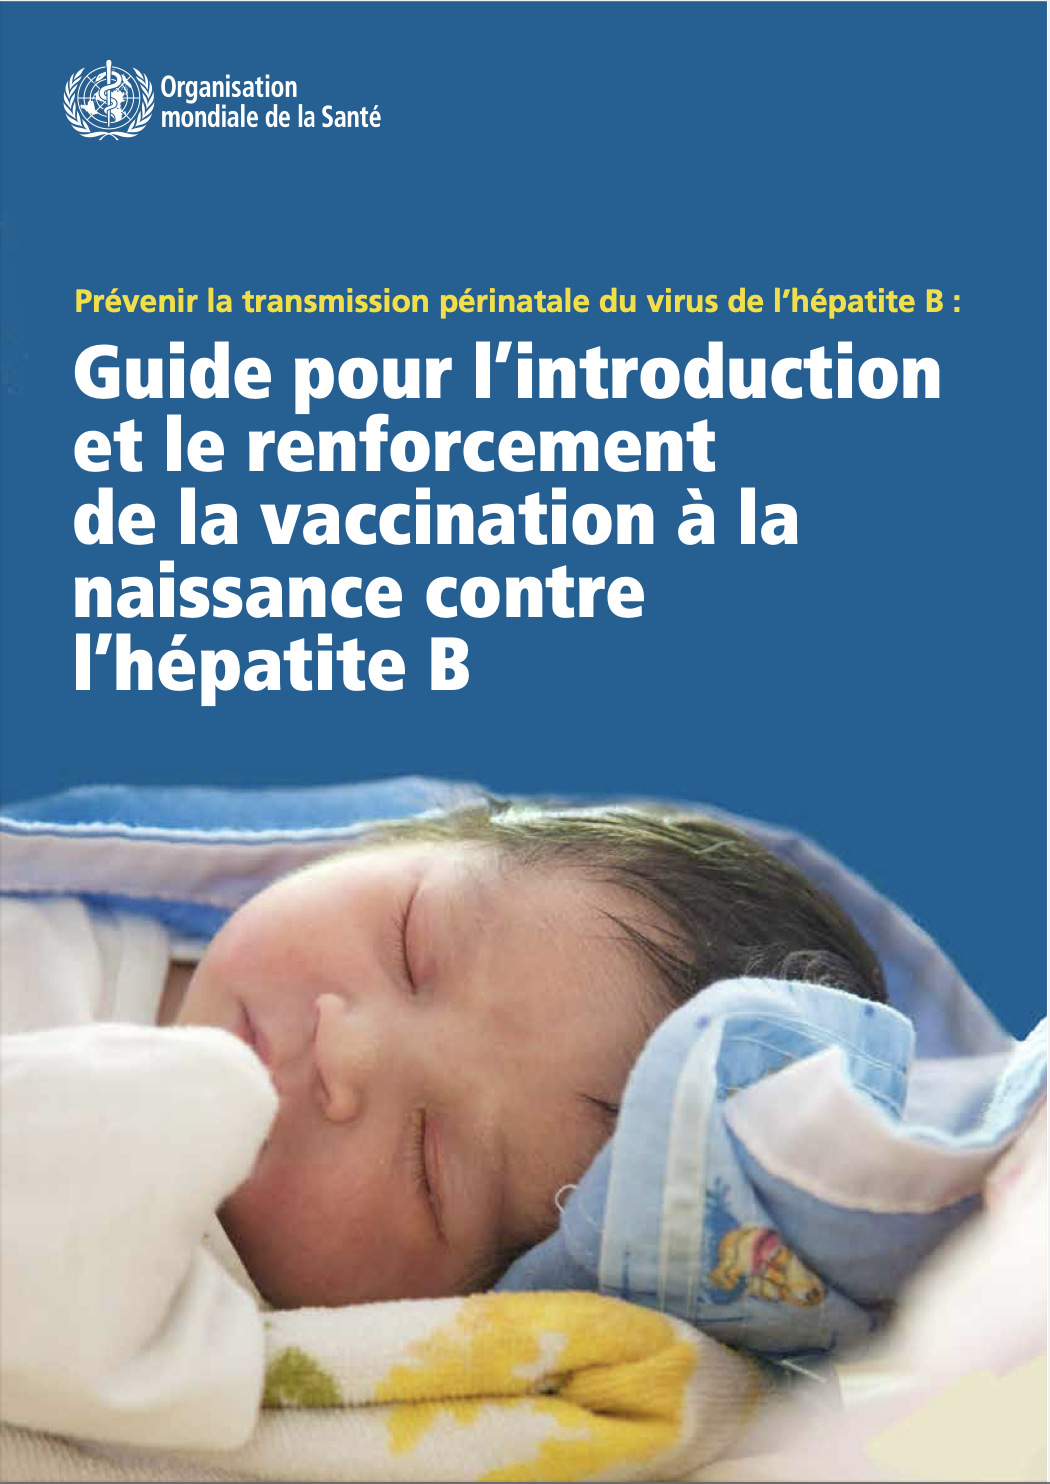 Organisation
mondiale de la Santé
Prévenir la transmission périnatale du virus de l’hépatite B :
Guide pour l’introduction
et le renforcement
de la vaccination à la
naissance contre
l’hépatite B